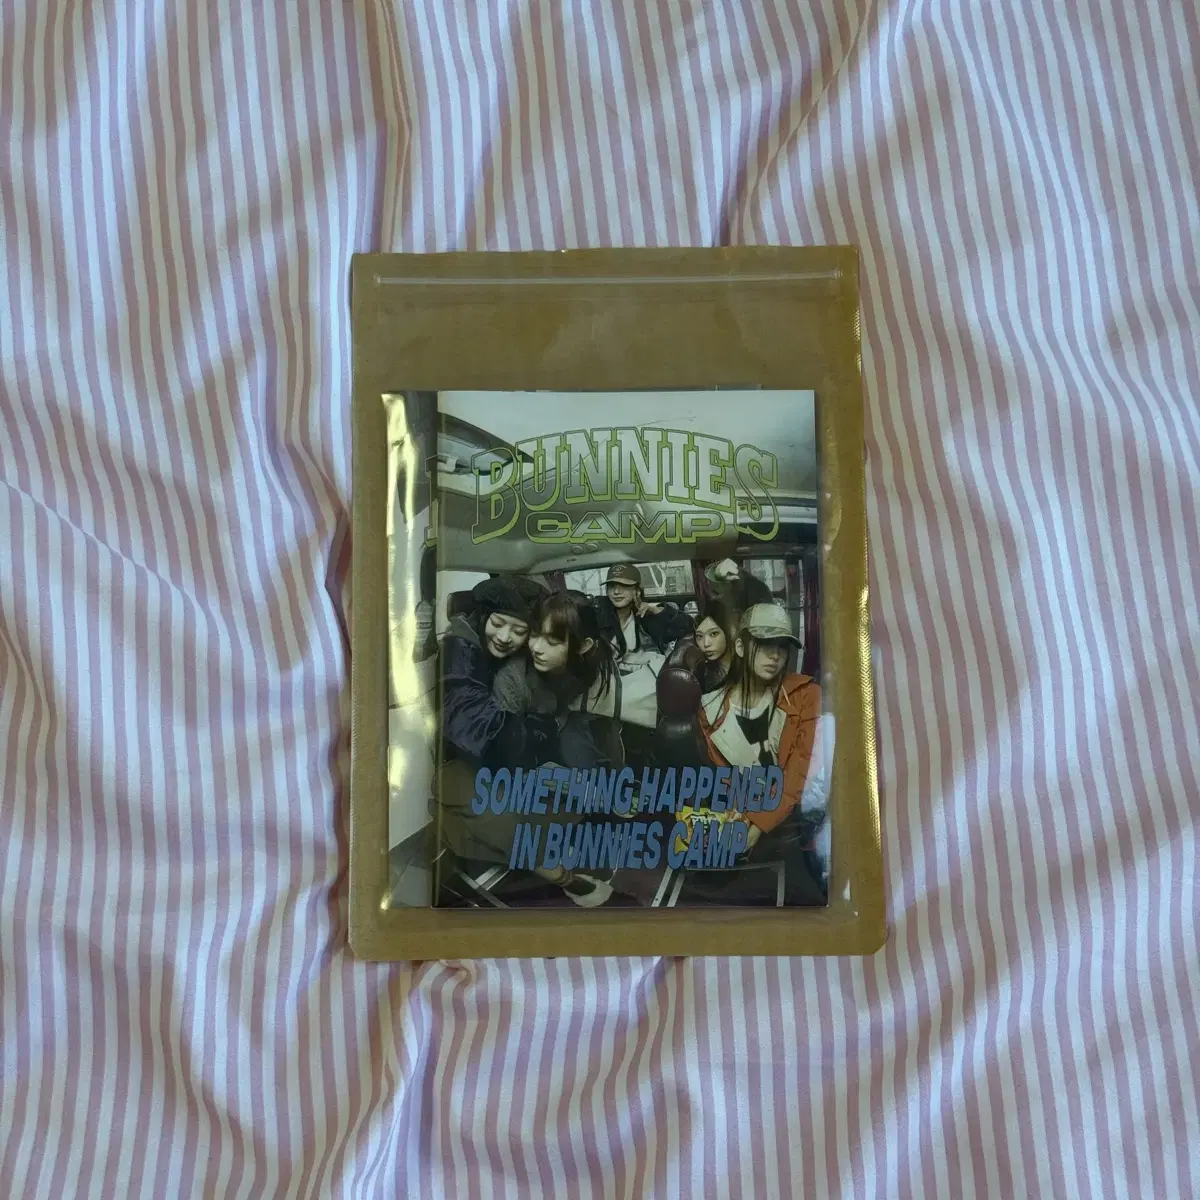 BUNNIES
CAMP
SOMETHING HAPPENED
IN BUNNIES CAMP